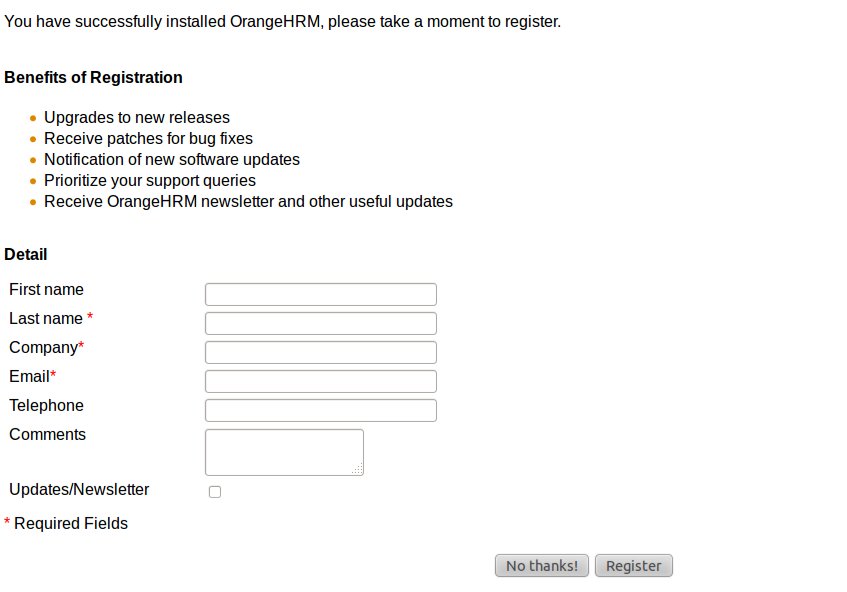 You have successfully installed OrangeHRM, please take a moment to register.
Benefits of Registration
Upgrades to new releases
Receive patches for bug fixes
Notification of new software updates
Prioritize your support queries
Receive OrangeHRM newsletter and other useful updates
Detail
First name
Last name *
Company*
Email*
Telephone
Comments
Updates/Newsletter
* Required Fields
No thanks! Register